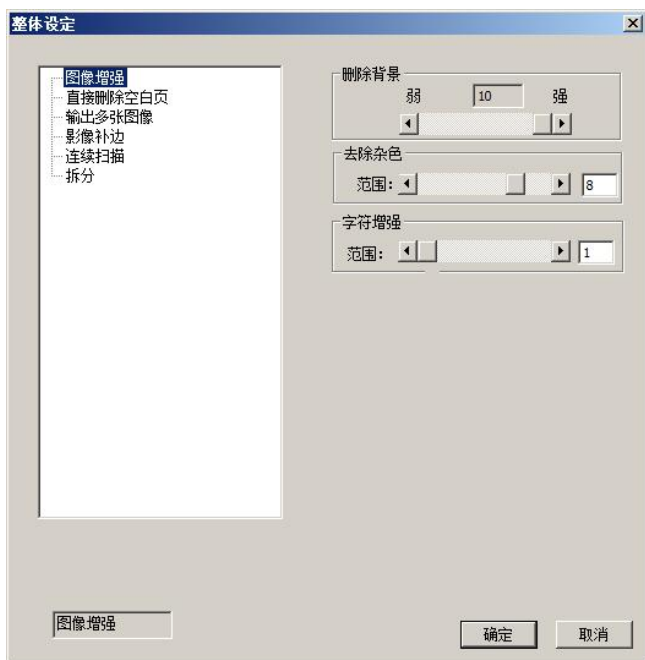 整体设定
图像增强
直接删除空白页
输出多张图像
影像补边
连续扫描
拆分
删除背景
弱 10 强
去除杂色
范围: 8
字符增强
范围: 1
图像增强
确定 取消